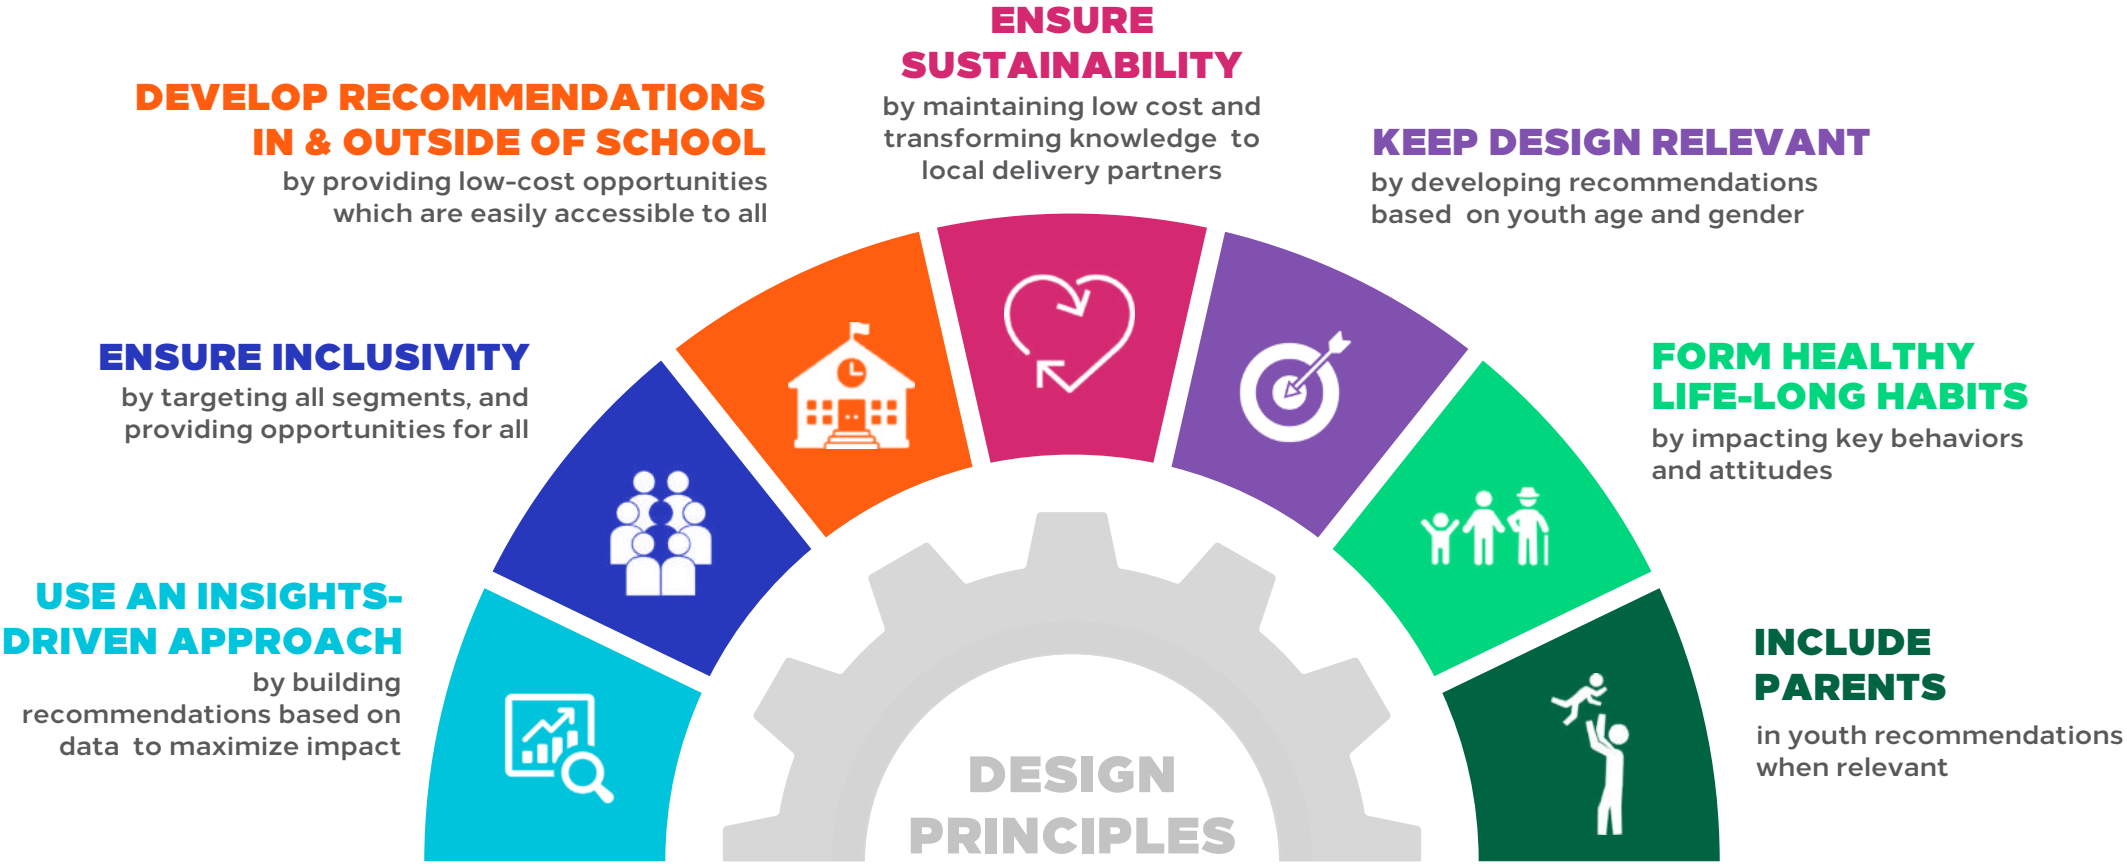 USE AN INSIGHTS-
DRIVEN APPROACH
by building
recommendations based on
data to maximize impact
ENSURE INCLUSIVITY
by targeting all segments, and
providing opportunities for all
DEVELOP RECOMMENDATIONS
IN & OUTSIDE OF SCHOOL
by providing low-cost opportunities
which are easily accessible to all
ENSURE
SUSTAINABILITY
by maintaining low cost and
transforming knowledge to
local delivery partners
KEEP DESIGN RELEVANT
by developing recommendations
based on youth age and gender
FORM HEALTHY
LIFE-LONG HABITS
by impacting key behaviors
and attitudes
INCLUDE
PARENTS
in youth recommendations
when relevant
DESIGN
PRINCIPLES